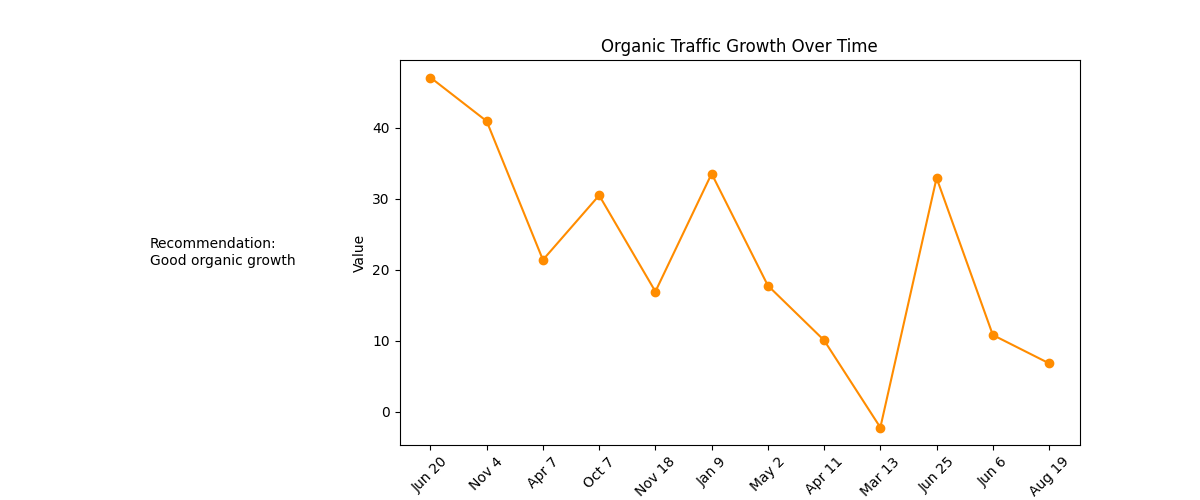 Organic Traffic Growth Over Time
Recommendation:
Good organic growth
Value
40
30
20
10
0
Jun 20
Nov 4
Apr 7
Oct 7
Nov 18
Jan 9
May 2
Apr 11
Mar 13
Jun 25
Jun 6
Aug 19